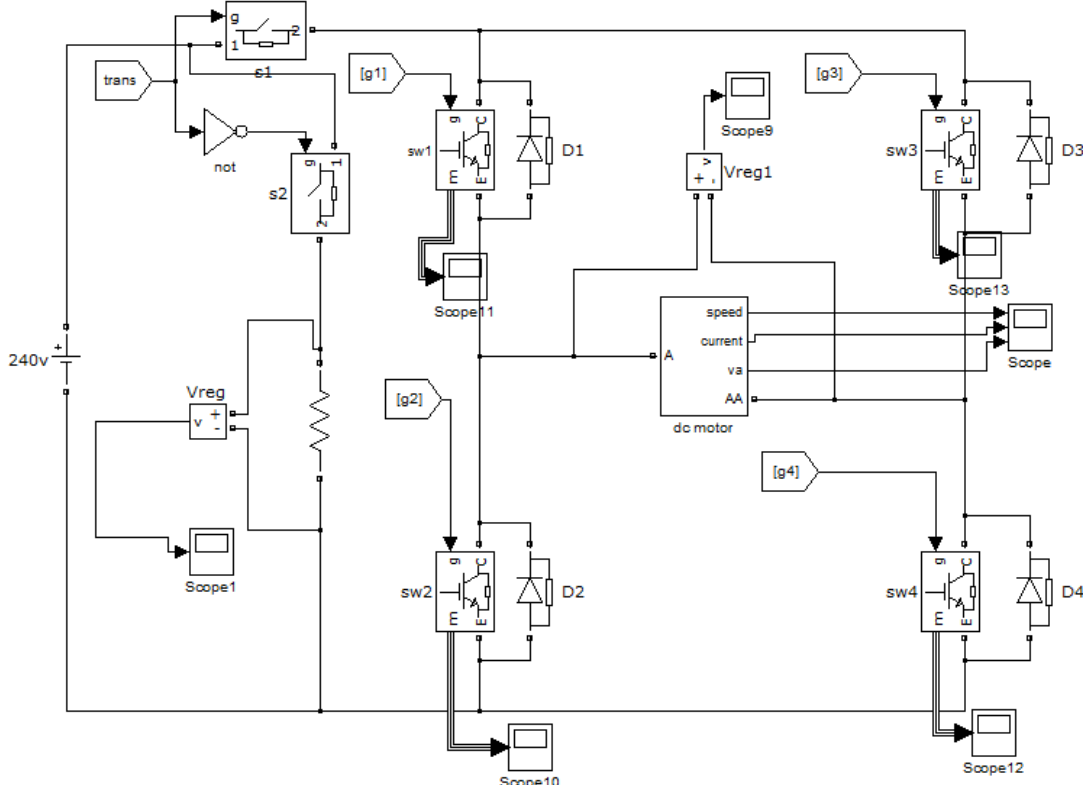 g
1
2
s1
trans
not
g
1
2
s2
[g1]
g
C
m
E
sw1
D1
Scope11
Scope9
v
+
-
Vreg1
[g3]
g
C
m
E
sw3
D3
Scope13
240v
+
Vreg
v
+
-
Scope1
A
speed
current
va
AA
dc motor
Scope
[g2]
g
C
m
E
sw2
D2
Scope10
[g4]
g
C
m
E
sw4
D4
Scope12